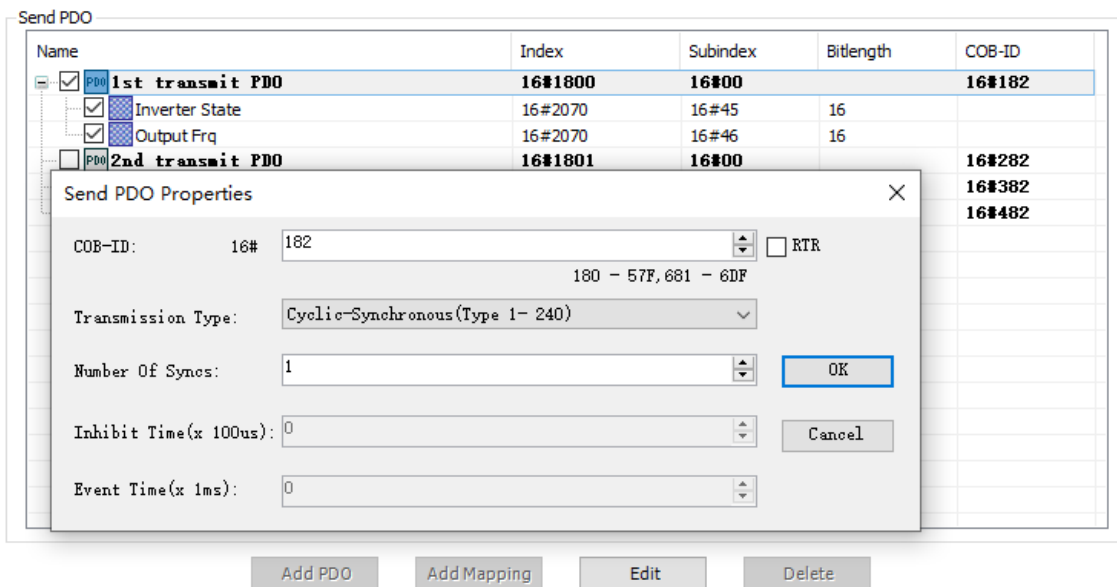 Send PDO
Name Index Subindex Bitlength COB-ID
PDO 1st transmit PDO 16#1800 16#00 16#182
Inverter State 16#2070 16#45 16
Output Frq 16#2070 16#46 16
PDO 2nd transmit PDO 16#1801 16#00 16#282
16#382
16#482
Send PDO Properties
COB-ID: 16# 182 RTR
180 - 57F,681 - 6DF
Transmission Type: Cyclic-Synchronous(Type 1- 240)
Number Of Syncs: 1 OK
Inhibit Time(x 100us): 0 Cancel
Event Time(x 1ms): 0
Add PDO Add Mapping Edit Delete